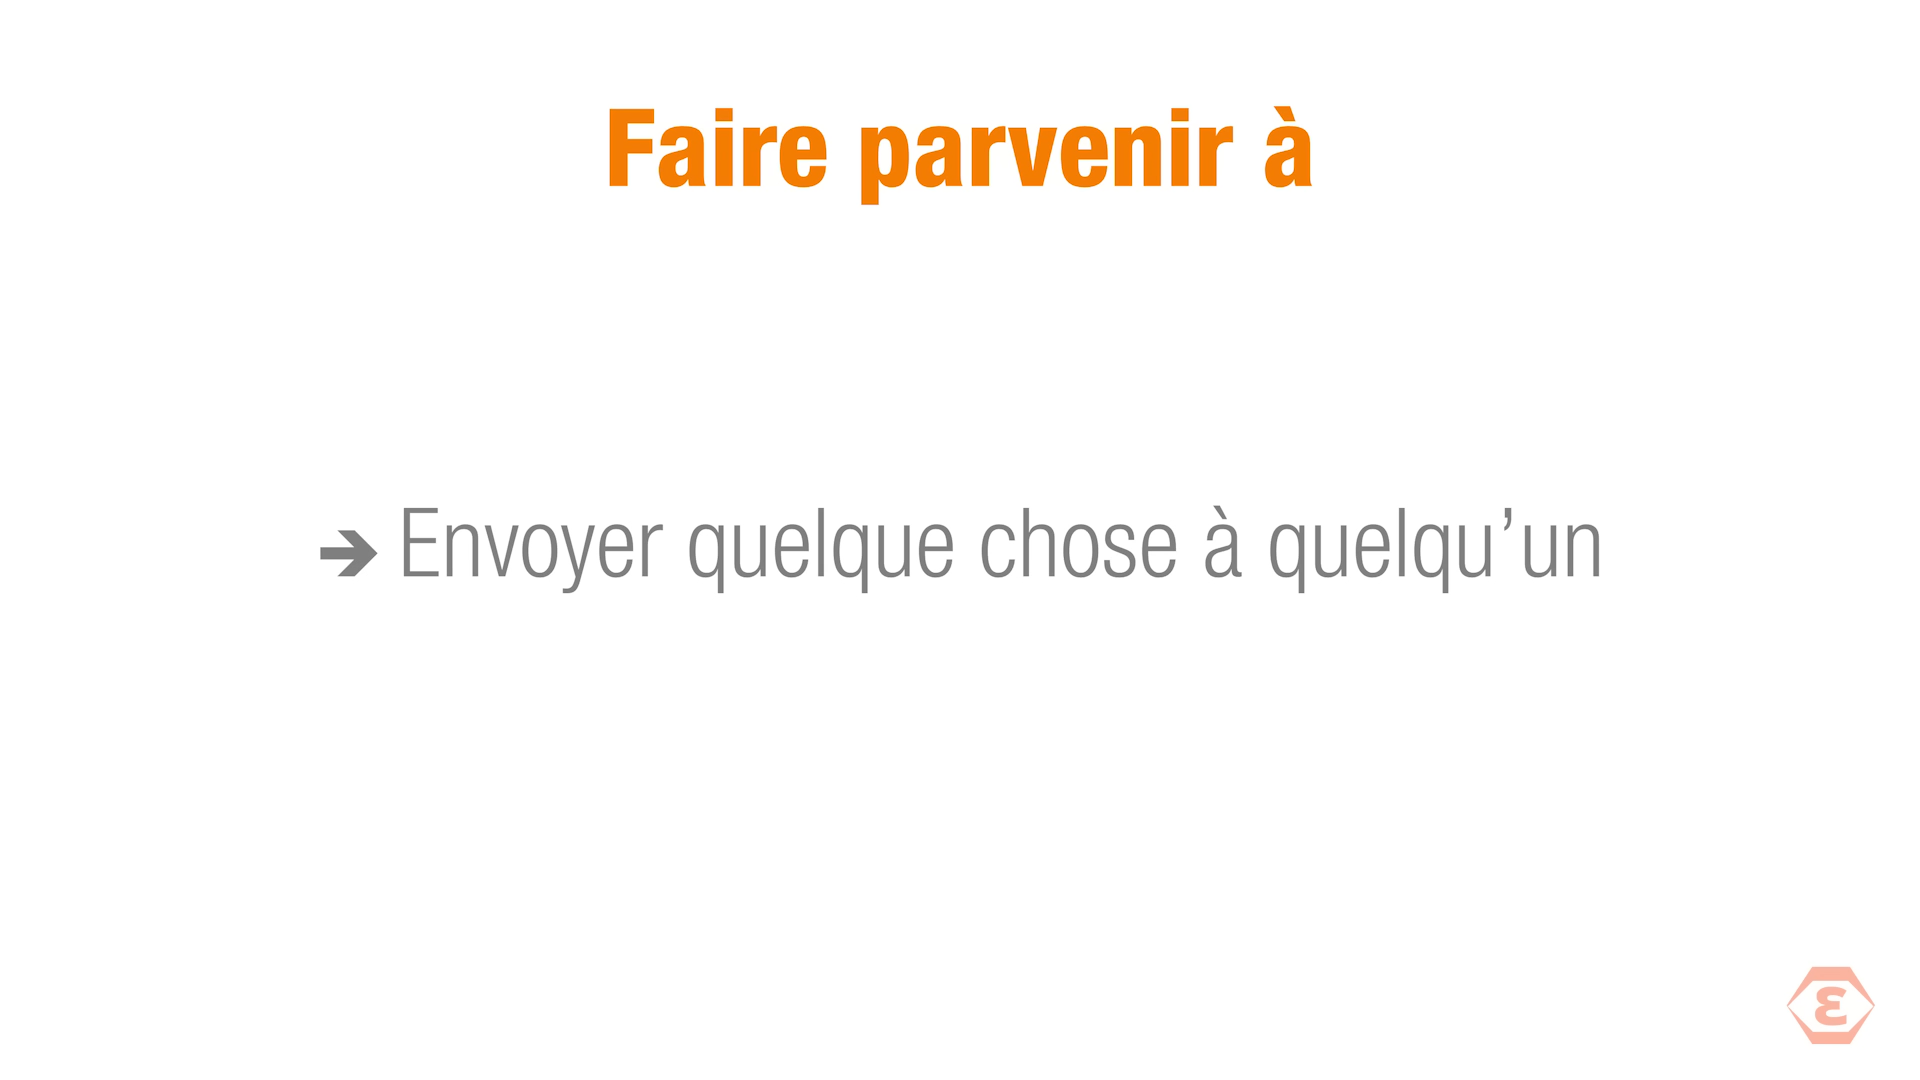 Faire parvenir à
➔ Envoyer quelque chose à quelqu’un
ε